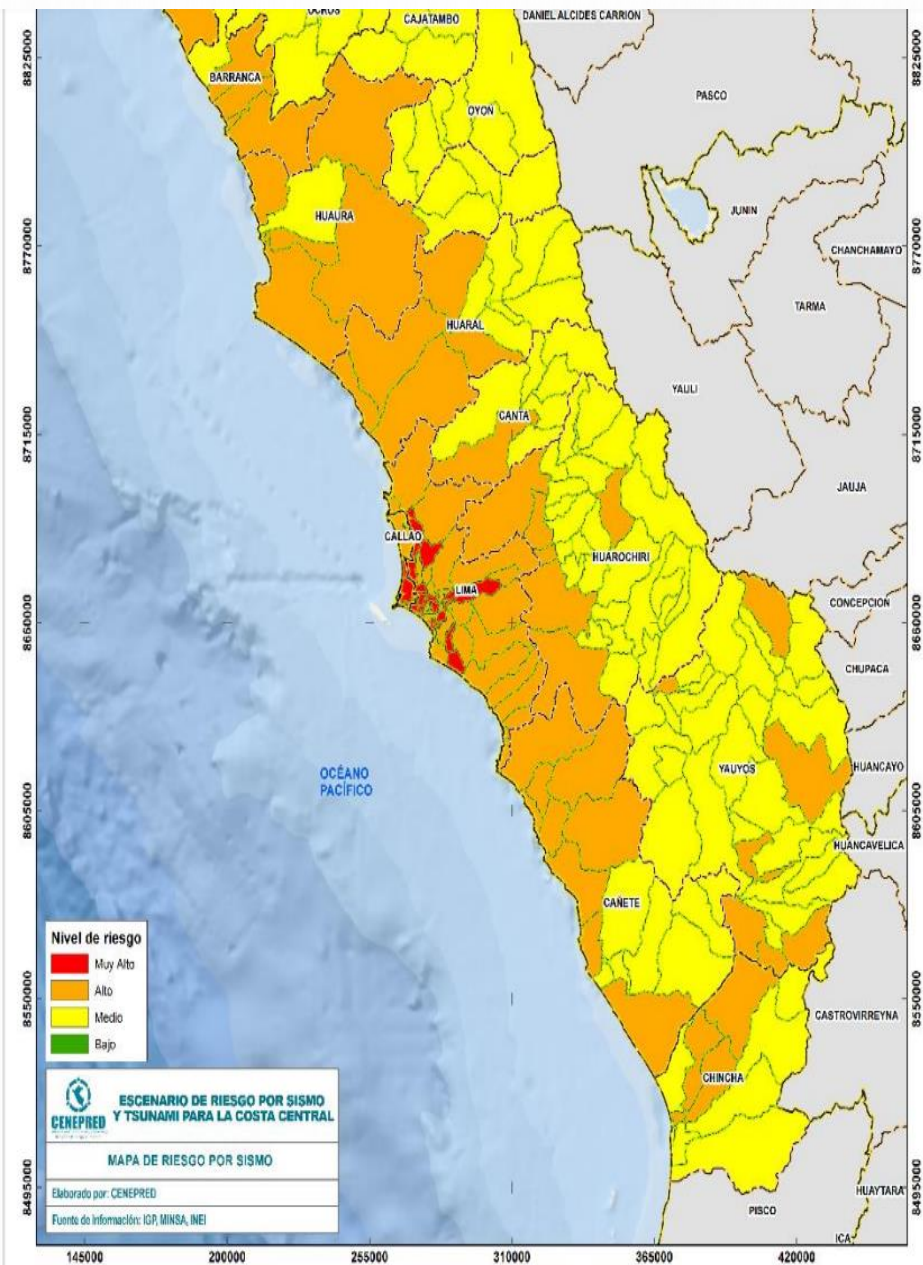 OCROS
CAJATAMBO
DANIEL ALCIDES CARRION
8825000
8825000
BARRANCA
PASCO
OYON
JUNIN
HUAURA
8770000
8770000
CHANCHAMAYO
TARMA
HUARAL
YAULI
CANTA
8715000
8715000
JAUJA
CALLAO
HUAROCHIRI
LIMA
CONCEPCION
8660000
8660000
CHUPACA
OCÉANO
PACÍFICO
YAUYOS
HUANCAYO
8605000
8605000
HUANCAVELICA
CAÑETE
Nivel de riesgo
Muy Alto
Alto
Medio
Bajo
8550000
8550000
CASTROVIRREYNA
CHINCHA
CENEPRED
ESCENARIO DE RIESGO POR SISMO
Y TSUNAMI PARA LA COSTA CENTRAL
MAPA DE RIESGO POR SISMO
Elaborado por: CENEPRED
Fuente de información: IGP, MINSA, INEI
8495000
8495000
HUAYTARA
PISCO
ICA
145000
200000
255000
310000
365000
420000